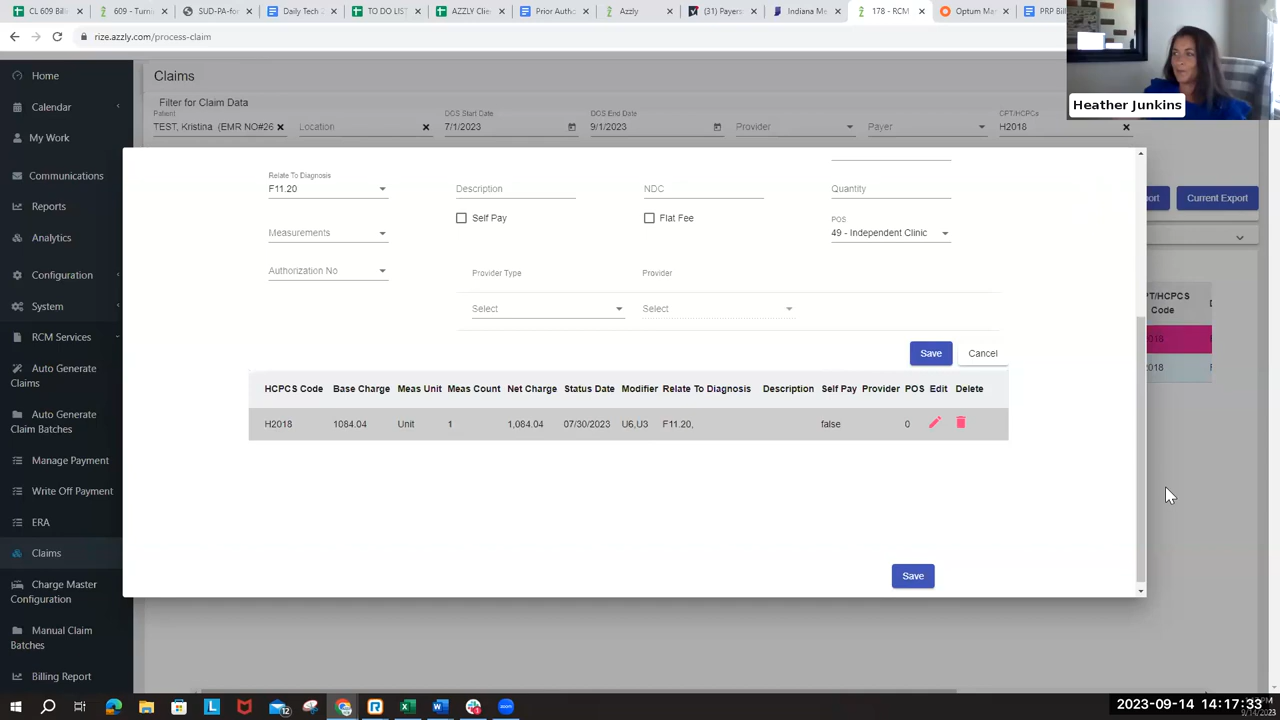 CL 609 Billin
609 - Turnin
SUD-PA-for
Daily Tech 2
TO DO LIST
AZZLY Clie
Prior Autho
Azzly
(31) Payers
Indiana Me
178 - RCM
Optum Ma
PRP Bill
rize.azzly.com/process-claim
Heather Junkins
Home
Calendar
My Work
Communications
Reports
Analytics
Configuration
System
RCM Services
Auto Generate
Claims
Auto Generate
Claim Batches
Manage Payment
Write Off Payment
ERA
Claims
Charge Master
Configuration
Manual Claim
Batches
Billing Report
Claims
Filter for Claim Data
Patient
DOS Start Date
DOS End Date
CPT/HCPCs
TEST, Kristina (EMR NO#26
Location
7/1/2023
9/1/2023
Provider
Payer
H2018
Current Export
Code
Relate To Diagnosis
F11.20
Description
NDC
Quantity
Self Pay
Flat Fee
POS
Measurements
49 - Independent Clinic
Authorization No
Provider Type
Provider
Select
Select
Save
Cancel
HCPCS Code Base Charge Meas Unit Meas Count Net Charge Status Date Modifier Relate To Diagnosis Description Self Pay Provider POS Edit Delete
H2018 1084.04 Unit 1 1,084.04 07/30/2023 U6,U3 F11.20, false 0
Save
2023-09-14 14:17:33
9/14/2023